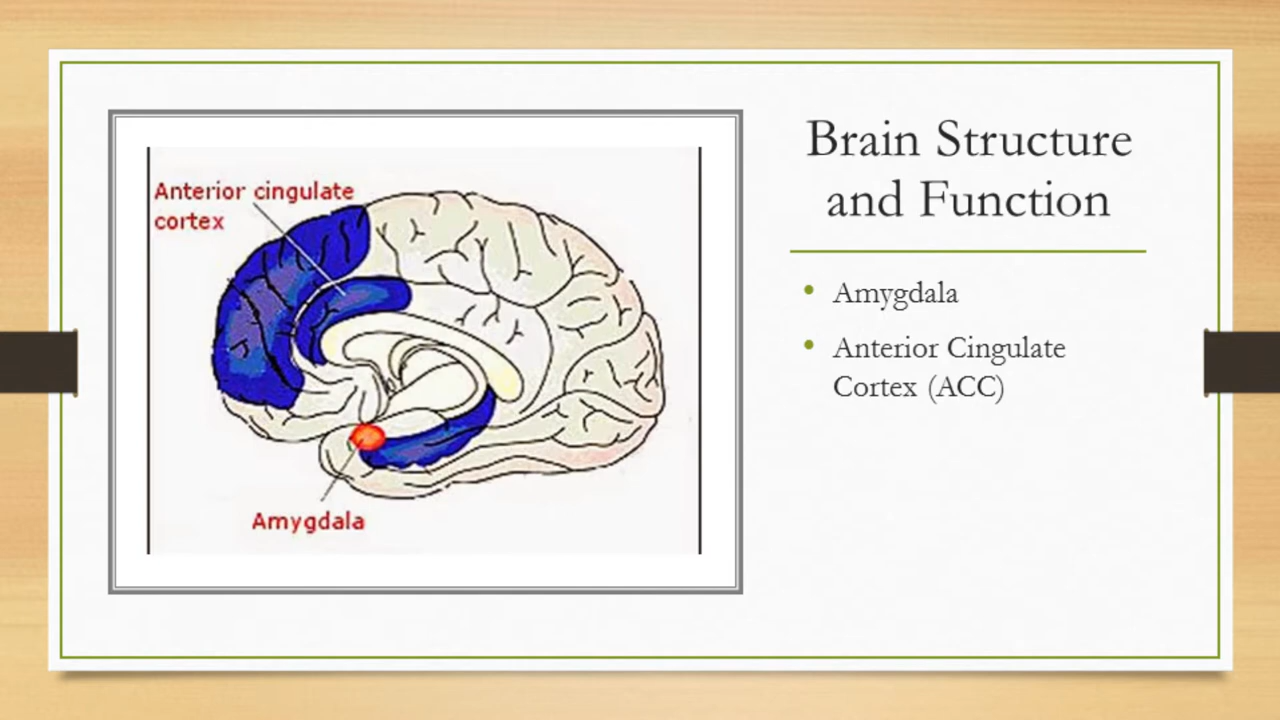 Anterior cingulate
cortex
Amygdala
Brain Structure
and Function
• Amygdala
• Anterior Cingulate
Cortex (ACC)